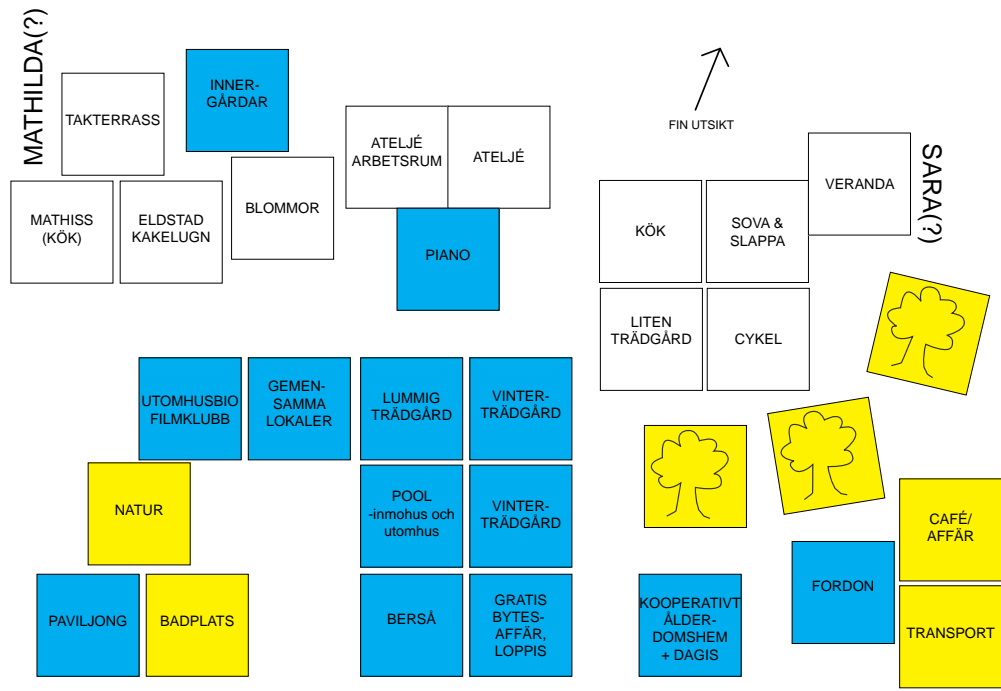 MATHILDA(?)
TAKTERRASS
INNER-
GÅRDAR
MATHISS
(KÖK)
ELDSTAD
KAKELUGN
BLOMMOR
ATELJÉ
ARBETSRUM
ATELJÉ
PIANO
FIN UTSIKT
KÖK
SOVA &
SLAPPA
VERANDA
SARA(?)
LITEN
TRÄDGÅRD
CYKEL
UTOMHUSBIO
FILMKLUBB
GEMEN-
SAMMA
LOKALER
LUMMIG
TRÄDGÅRD
VINTER-
TRÄDGÅRD
NATUR
POOL
-inmohus och
utomhus
VINTER-
TRÄDGÅRD
PAVILJONG
BADPLATS
BERSÅ
GRATIS
BYTES-
AFFÄR,
LOPPIS
KOOPERATIVT
ÅLDER-
DOMSHEM
+ DAGIS
FORDON
CAFÉ/
AFFÄR
TRANSPORT